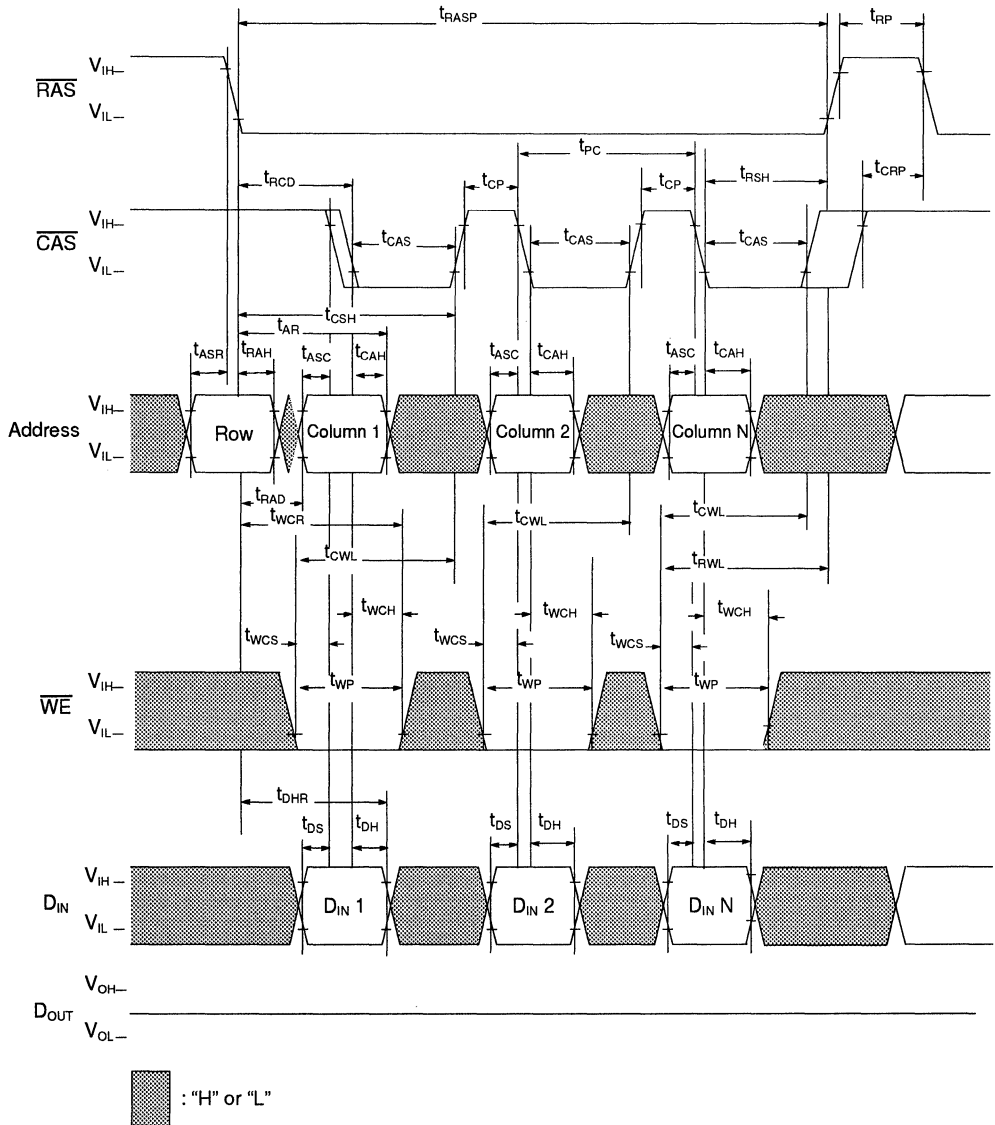 tRASP
tRP
RAS
VIH
VIL
tPC
tRCD
tCP
tCP
tRSH
tCRP
CAS
VIH
VIL
tCAS
tCAS
tCAS
tCSH
tAR
tASR
tRAH
tASC
tCAH
tASC
tCAH
tASC
tCAH
Address
VIH
VIL
Row
Column 1
Column 2
Column N
tRAD
tWCR
tCWL
tCWL
tCWL
tRWL
tWCH
tWCH
tWCH
tWCS
tWCS
tWCS
WE
VIH
VIL
tWP
tWP
tWP
tDHR
tDS
tDH
tDS
tDH
tDS
tDH
DIN
VIH
VIL
DIN 1
DIN 2
DIN N
DOUT
VOH
VOL
: "H" or "L"